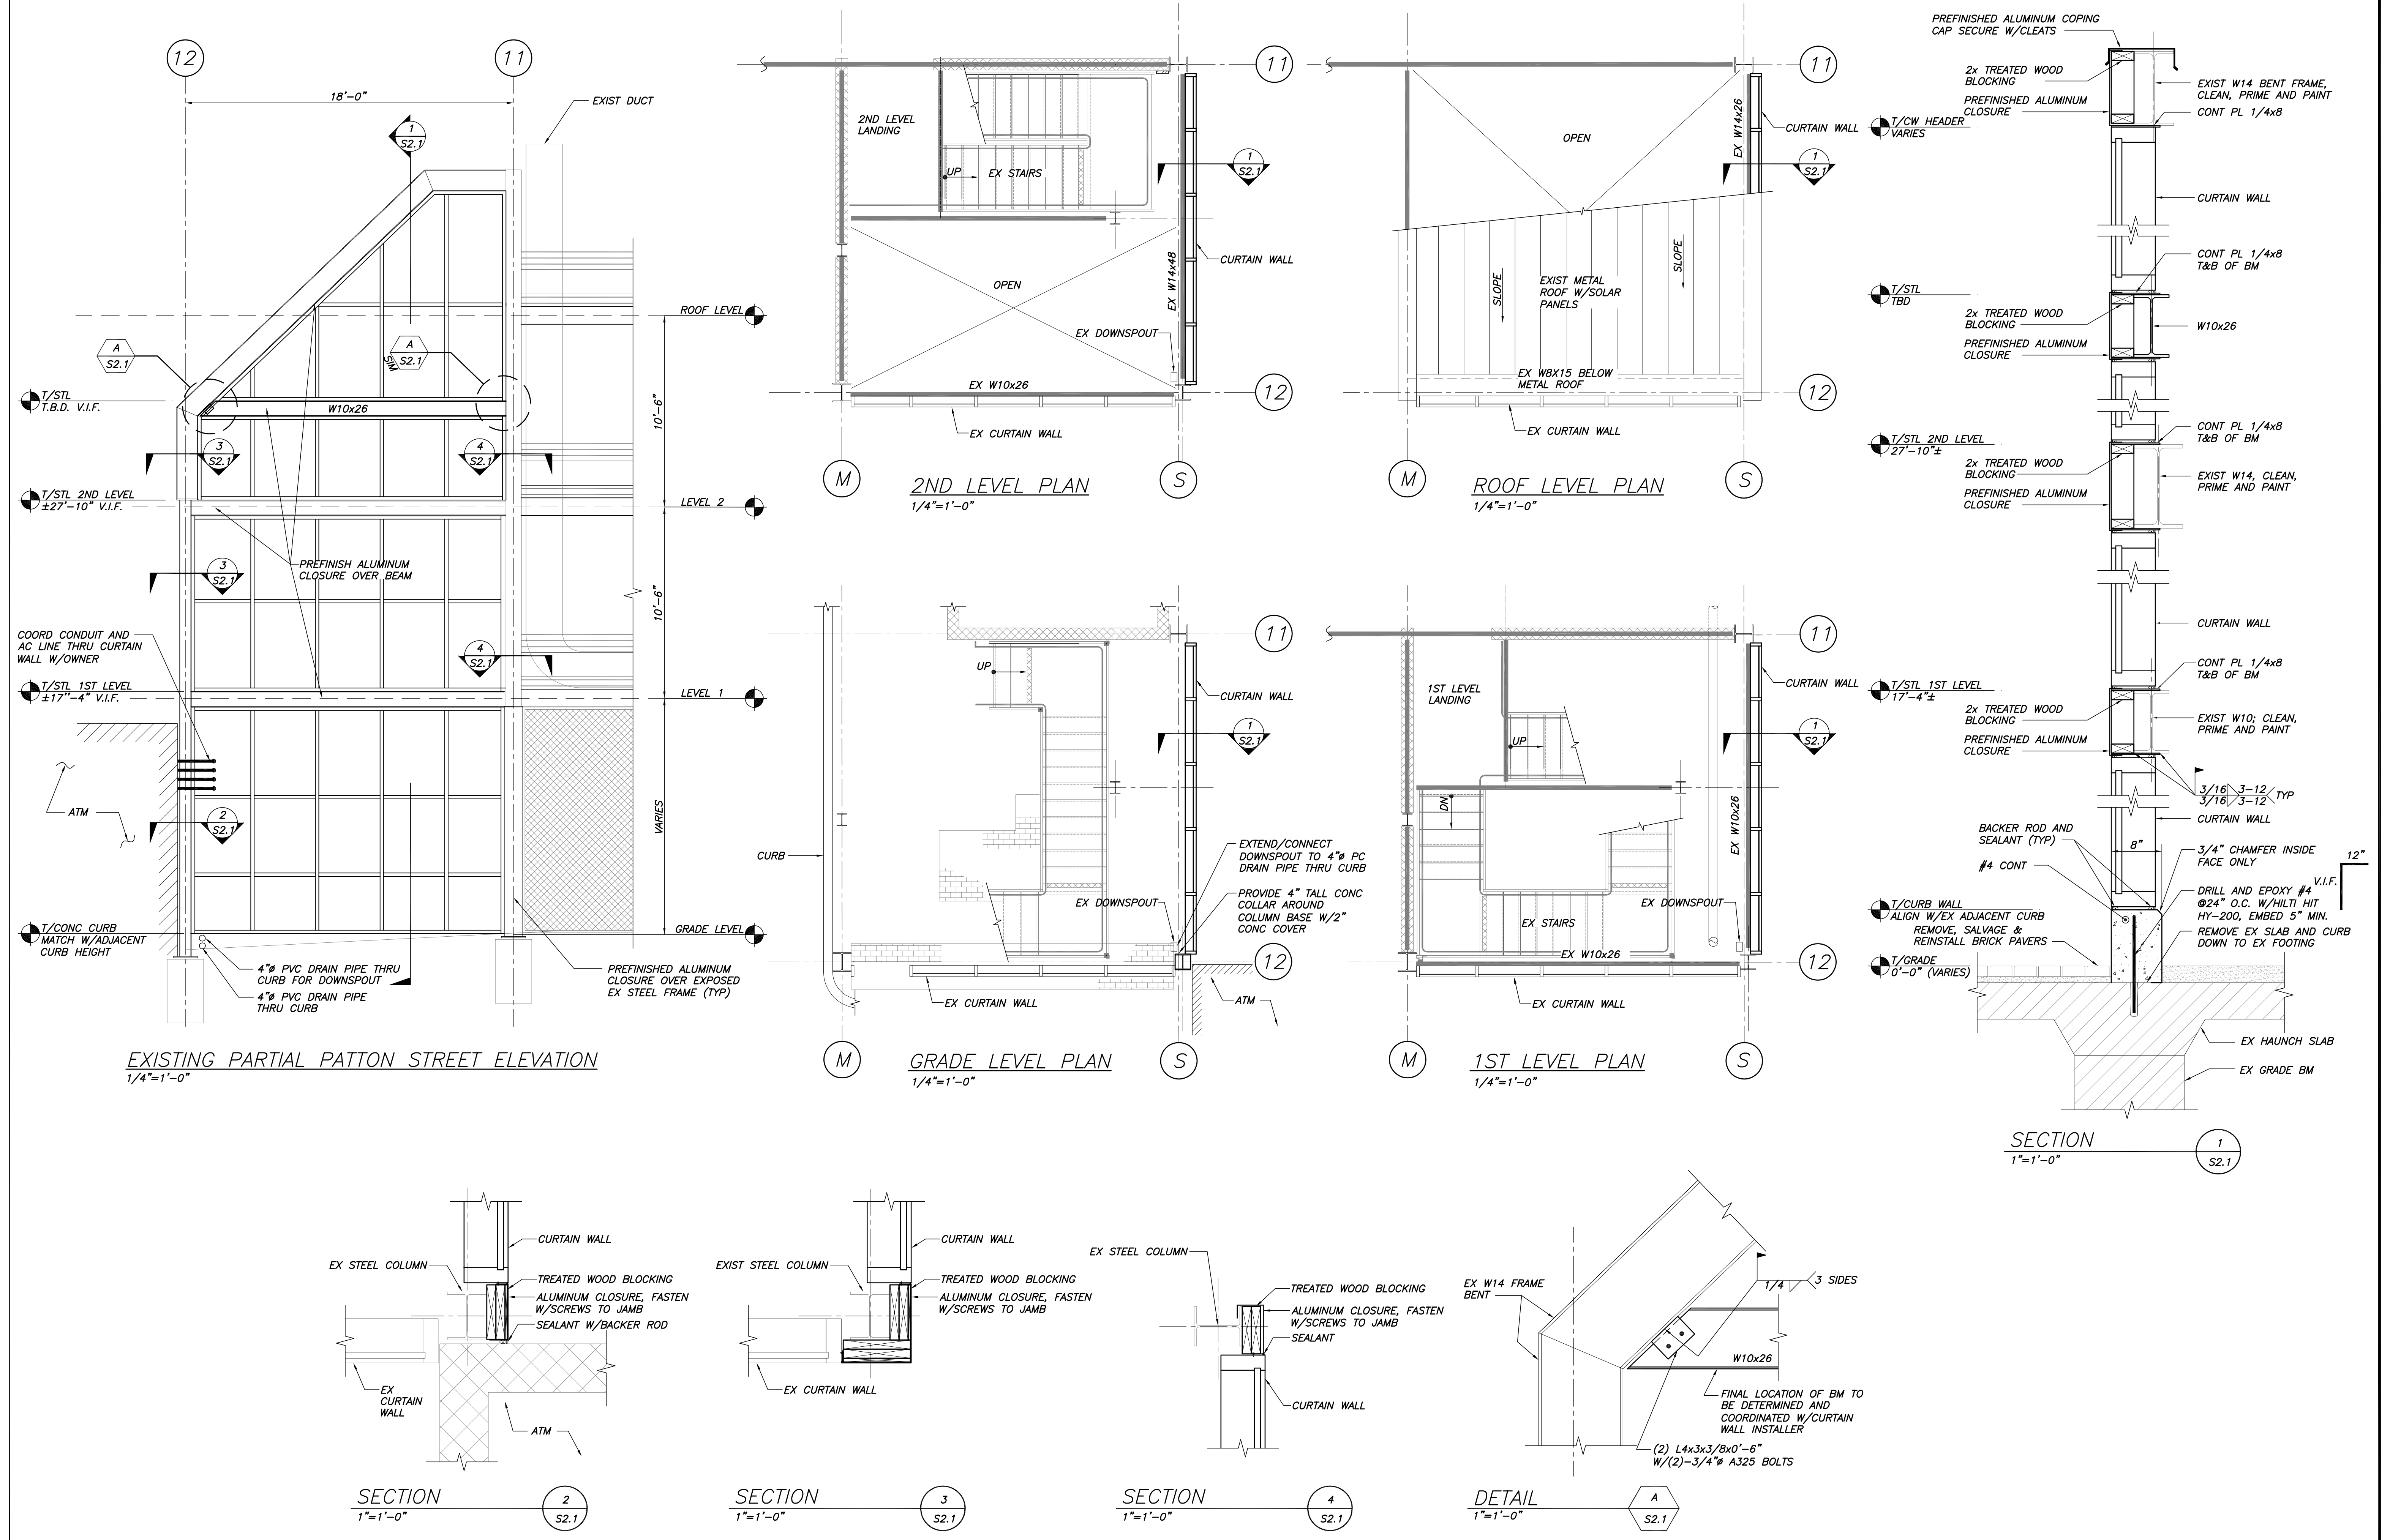 12
11
18'-0"
EXIST DUCT
1
S2.1
ROOF LEVEL
A
S2.1
A
S2.1
SIM
T/STL
T.B.D. V.I.F.
W10x26
10'-6"
3
S2.1
4
S2.1
T/STL 2ND LEVEL
±27'-10" V.I.F.
LEVEL 2
PREFINISH ALUMINUM
CLOSURE OVER BEAM
3
S2.1
10'-6"
COORD CONDUIT AND
AC LINE THRU CURTAIN
WALL W/OWNER
4
S2.1
T/STL 1ST LEVEL
±17"-4" V.I.F.
LEVEL 1
ATM
2
S2.1
VARIES
T/CONC CURB
MATCH W/ADJACENT
CURB HEIGHT
GRADE LEVEL
4"ø PVC DRAIN PIPE THRU
CURB FOR DOWNSPOUT
4"ø PVC DRAIN PIPE
THRU CURB
PREFINISHED ALUMINUM
CLOSURE OVER EXPOSED
EX STEEL FRAME (TYP)
EXISTING PARTIAL PATTON STREET ELEVATION
1/4"=1'-0"
11
2ND LEVEL
LANDING
UP
EX STAIRS
1
S2.1
CURTAIN WALL
EX W14x48
OPEN
EX DOWNSPOUT
EX W10x26
12
EX CURTAIN WALL
M
S
2ND LEVEL PLAN
1/4"=1'-0"
11
EX W14x26
CURTAIN WALL
OPEN
1
S2.1
SLOPE
SLOPE
EXIST METAL
ROOF W/SOLAR
PANELS
EX W8X15 BELOW
METAL ROOF
12
EX CURTAIN WALL
M
S
ROOF LEVEL PLAN
1/4"=1'-0"
11
UP
CURTAIN WALL
1
S2.1
CURB
EXTEND/CONNECT
DOWNSPOUT TO 4"ø PC
DRAIN PIPE THRU CURB
PROVIDE 4" TALL CONC
COLLAR AROUND
COLUMN BASE W/2"
CONC COVER
EX DOWNSPOUT
12
EX CURTAIN WALL
ATM
M
S
GRADE LEVEL PLAN
1/4"=1'-0"
11
1ST LEVEL
LANDING
CURTAIN WALL
UP
1
S2.1
DN
EX W10x26
EX DOWNSPOUT
EX STAIRS
EX W10x26
12
EX CURTAIN WALL
M
S
1ST LEVEL PLAN
1/4"=1'-0"
PREFINISHED ALUMINUM COPING
CAP SECURE W/CLEATS
2x TREATED WOOD
BLOCKING
PREFINISHED ALUMINUM
CLOSURE
EXIST W14 BENT FRAME,
CLEAN, PRIME AND PAINT
CONT PL 1/4x8
T/CW HEADER
VARIES
CURTAIN WALL
CONT PL 1/4x8
T&B OF BM
T/STL
TBD
2x TREATED WOOD
BLOCKING
W10x26
PREFINISHED ALUMINUM
CLOSURE
CONT PL 1/4x8
T&B OF BM
T/STL 2ND LEVEL
27'-10"±
2x TREATED WOOD
BLOCKING
EXIST W14, CLEAN,
PRIME AND PAINT
PREFINISHED ALUMINUM
CLOSURE
CURTAIN WALL
CONT PL 1/4x8
T&B OF BM
T/STL 1ST LEVEL
17'-4"±
2x TREATED WOOD
BLOCKING
EXIST W10; CLEAN,
PRIME AND PAINT
PREFINISHED ALUMINUM
CLOSURE
3/16 3-12
3/16 3-12
TYP
CURTAIN WALL
BACKER ROD AND
SEALANT (TYP)
8"
3/4" CHAMFER INSIDE
FACE ONLY
12"
V.I.F.
#4 CONT
DRILL AND EPOXY #4
@24" O.C. W/HILTI HIT
HY-200, EMBED 5" MIN.
T/CURB WALL
ALIGN W/EX ADJACENT CURB
REMOVE, SALVAGE &
REINSTALL BRICK PAVERS
REMOVE EX SLAB AND CURB
DOWN TO EX FOOTING
T/GRADE
0'-0" (VARIES)
EX HAUNCH SLAB
EX GRADE BM
SECTION
1"=1'-0"
1
S2.1
CURTAIN WALL
EX STEEL COLUMN
TREATED WOOD BLOCKING
ALUMINUM CLOSURE, FASTEN
W/SCREWS TO JAMB
SEALANT W/BACKER ROD
EX
CURTAIN
WALL
ATM
SECTION
1"=1'-0"
2
S2.1
CURTAIN WALL
EXIST STEEL COLUMN
TREATED WOOD BLOCKING
ALUMINUM CLOSURE, FASTEN
W/SCREWS TO JAMB
EX CURTAIN WALL
SECTION
1"=1'-0"
3
S2.1
EX STEEL COLUMN
TREATED WOOD BLOCKING
ALUMINUM CLOSURE, FASTEN
W/SCREWS TO JAMB
SEALANT
CURTAIN WALL
SECTION
1"=1'-0"
4
S2.1
EX W14 FRAME
BENT
1/4
3 SIDES
W10x26
FINAL LOCATION OF BM TO
BE DETERMINED AND
COORDINATED W/CURTAIN
WALL INSTALLER
(2) L4x3x3/8x0'-6"
W/(2)-3/4"ø A325 BOLTS
DETAIL
1"=1'-0"
A
S2.1